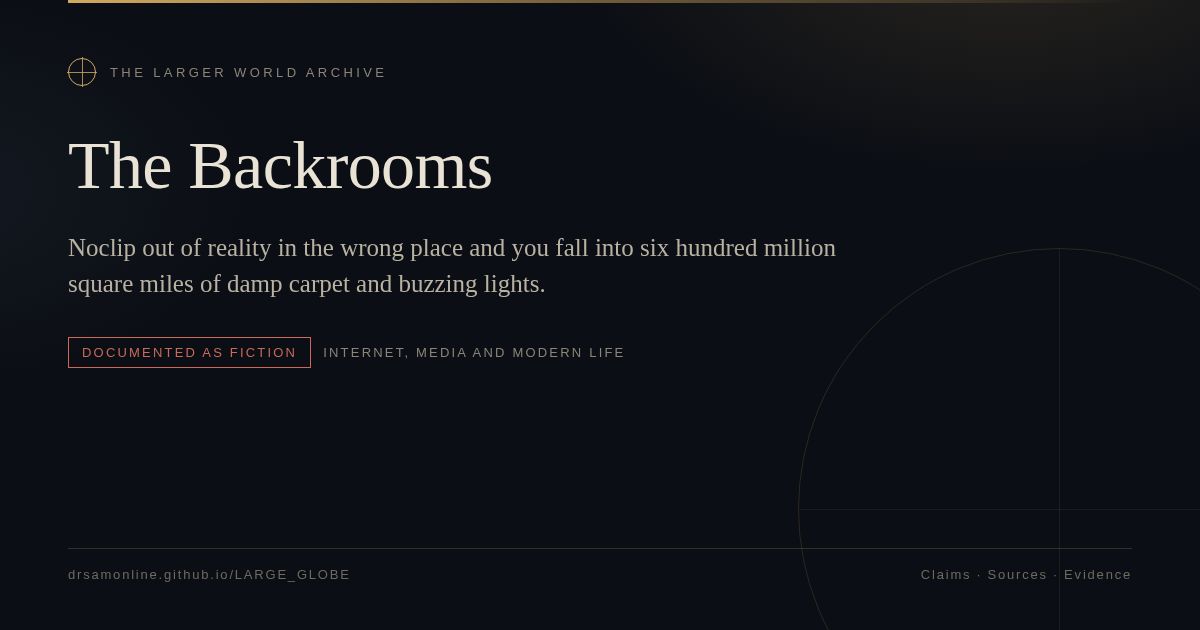 THE LARGER WORLD ARCHIVE
The Backrooms
Noclip out of reality in the wrong place and you fall into six hundred million
square miles of damp carpet and buzzing lights.
DOCUMENTED AS FICTION INTERNET, MEDIA AND MODERN LIFE
drsamonline.github.io/LARGE_GLOBE Claims · Sources · Evidence